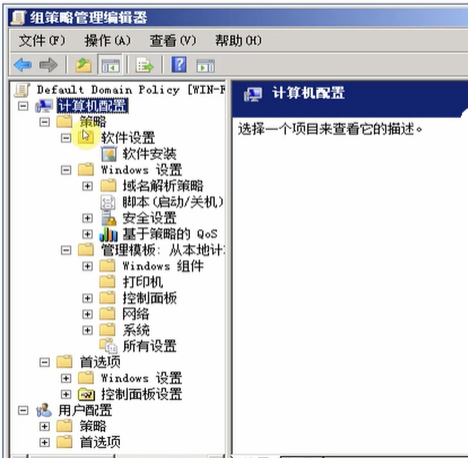 组策略管理编辑器
文件(F) 操作(A) 查看(V) 帮助(H)
Default Domain Policy [WIN-
计算机配置
策略
软件设置
软件安装
Windows 设置
域名解析策略
脚本(启动/关机)
安全设置
基于策略的 QoS
管理模板: 从本地计
Windows 组件
打印机
控制面板
网络
系统
所有设置
首选项
Windows 设置
控制面板设置
用户配置
策略
首选项
计算机配置
选择一个项目来查看它的描述。